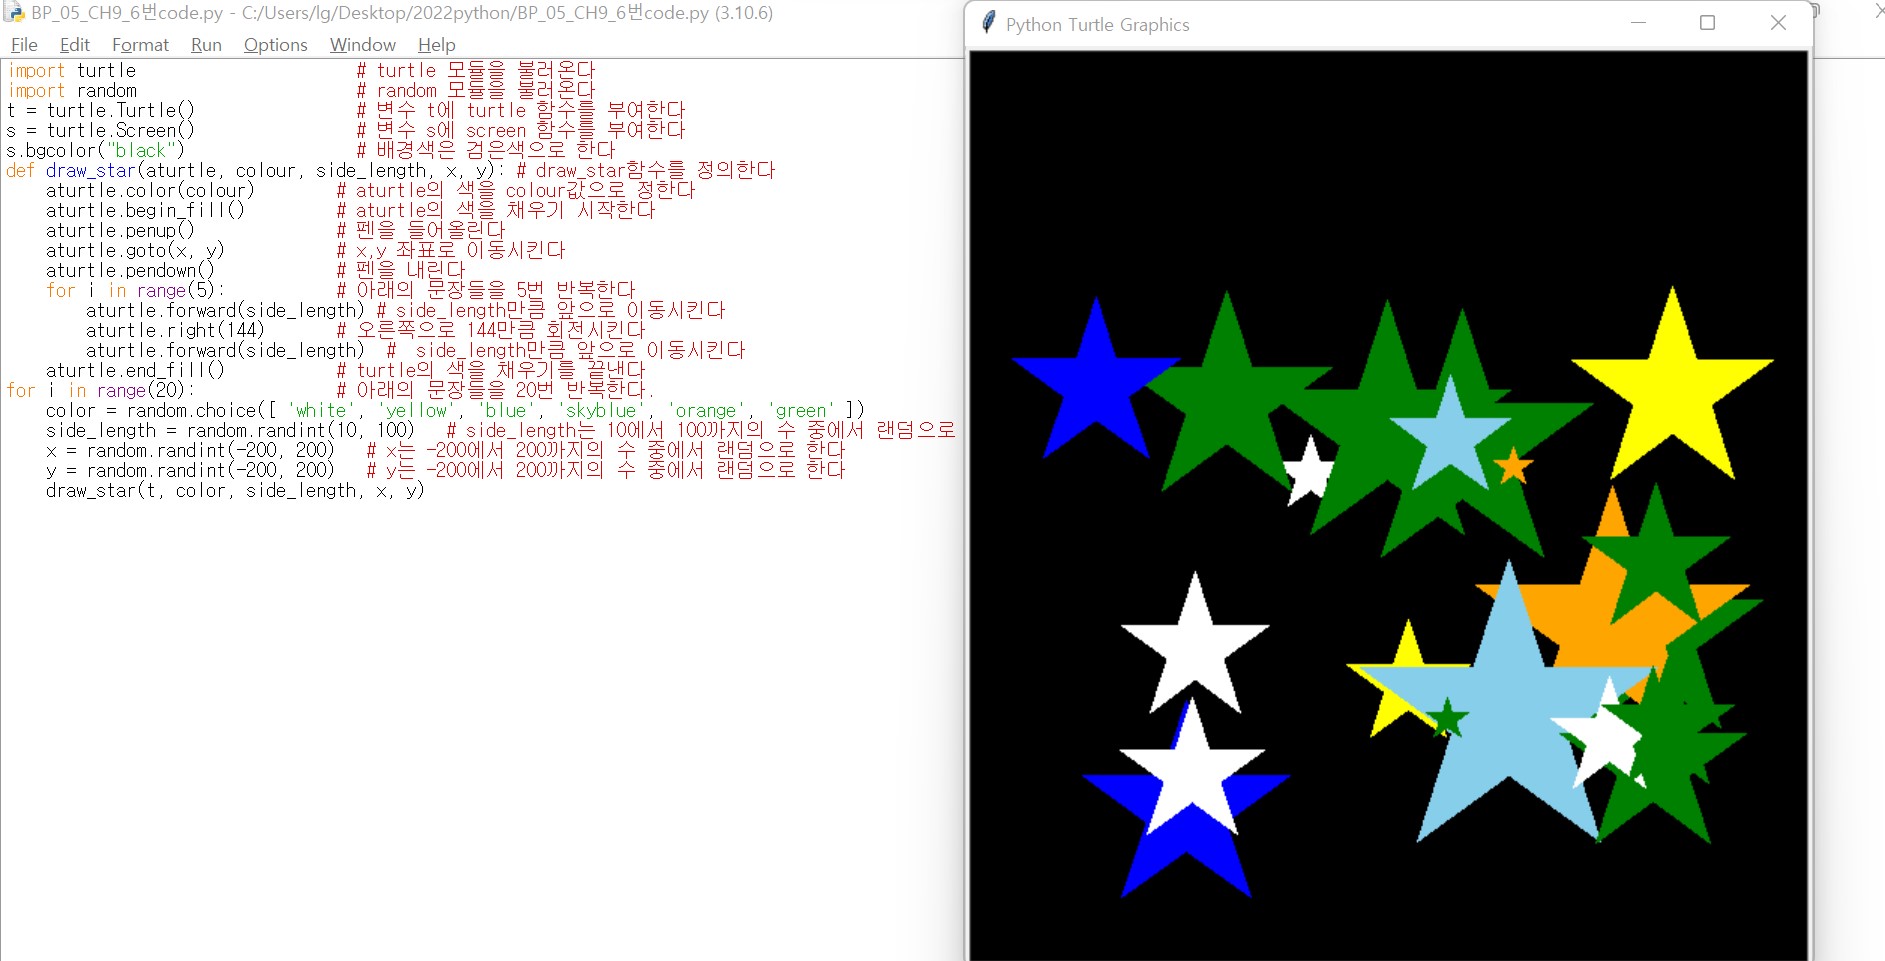 BP_05_CH9_6번code.py - C:/Users/lg/Desktop/2022python/BP_05_CH9_6번code.py (3.10.6)
File Edit Format Run Options Window Help
import turtle # turtle 모듈을 불러온다
import random # random 모듈을 불러온다
t = turtle.Turtle() # 변수 t에 turtle 함수를 부여한다
s = turtle.Screen() # 변수 s에 screen 함수를 부여한다
s.bgcolor("black") # 배경색은 검은색으로 한다
def draw_star(aturtle, colour, side_length, x, y): # draw_star함수를 정의한다
    aturtle.color(colour) # aturtle의 색을 colour값으로 정한다
    aturtle.begin_fill() # aturtle의 색을 채우기 시작한다
    aturtle.penup() # 펜을 들어올린다
    aturtle.goto(x, y) # x,y 좌표로 이동시킨다
    aturtle.pendown() # 펜을 내린다
    for i in range(5): # 아래의 문장들을 5번 반복한다
        aturtle.forward(side_length) # side_length만큼 앞으로 이동시킨다
        aturtle.right(144) # 오른쪽으로 144만큼 회전시킨다
        aturtle.forward(side_length) #  side_length만큼 앞으로 이동시킨다
    aturtle.end_fill() # turtle의 색을 채우기를 끝낸다
for i in range(20): # 아래의 문장들을 20번 반복한다.
    color = random.choice([ 'white', 'yellow', 'blue', 'skyblue', 'orange', 'green' ])
    side_length = random.randint(10, 100) # side_length는 10에서 100까지의 수 중에서 랜덤으로
    x = random.randint(-200, 200) # x는 -200에서 200까지의 수 중에서 랜덤으로 한다
    y = random.randint(-200, 200) # y는 -200에서 200까지의 수 중에서 랜덤으로 한다
    draw_star(t, color, side_length, x, y)
Python Turtle Graphics